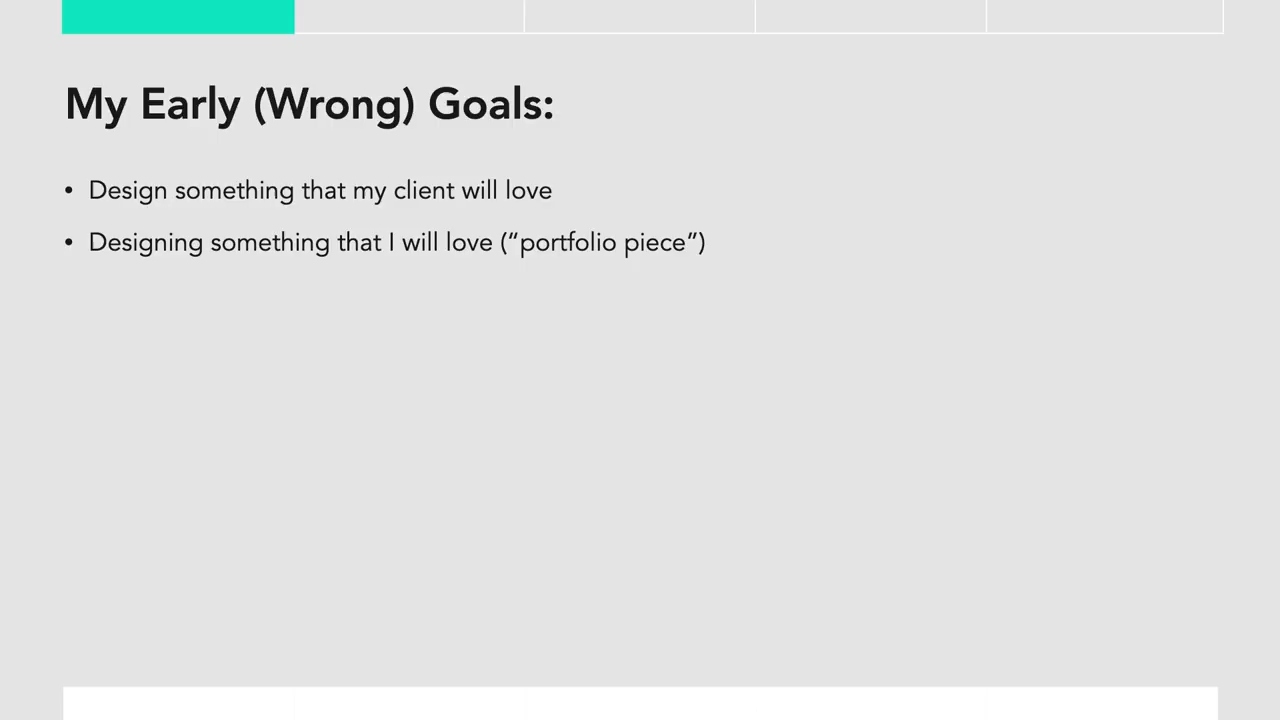 My Early (Wrong) Goals:
• Design something that my client will love
• Designing something that I will love (“portfolio piece”)